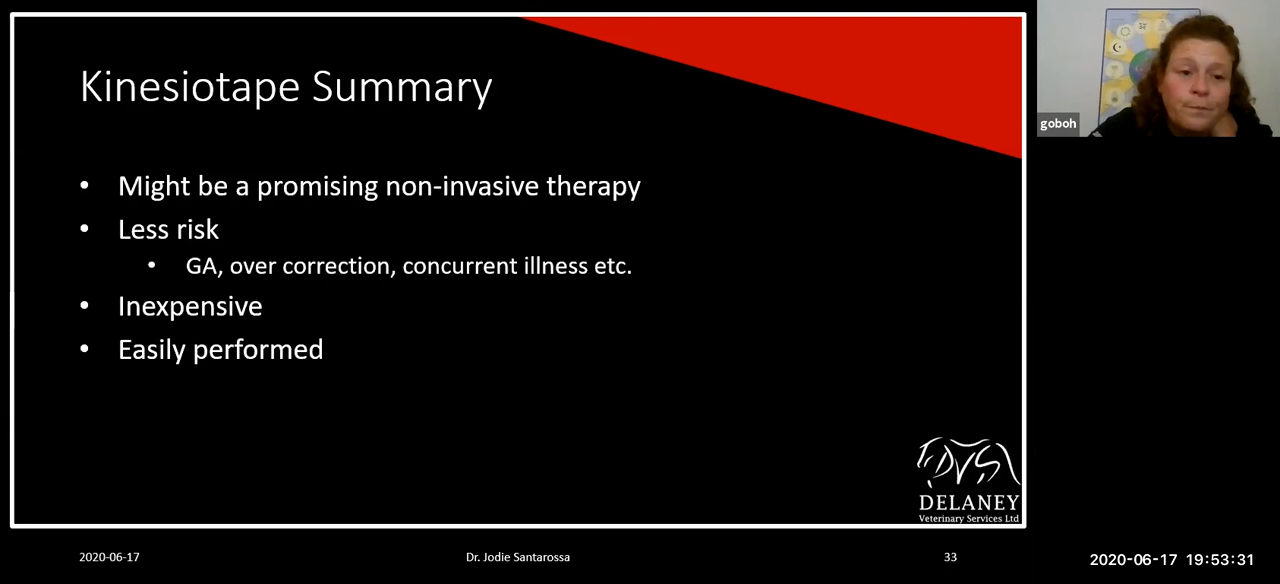 Kinesiotape Summary
goboh
• Might be a promising non-invasive therapy
• Less risk
• GA, over correction, concurrent illness etc.
• Inexpensive
• Easily performed
DVS
DELANEY
Veterinary Services Ltd
2020-06-17
Dr. Jodie Santarossa
33
2020-06-17 19:53:31